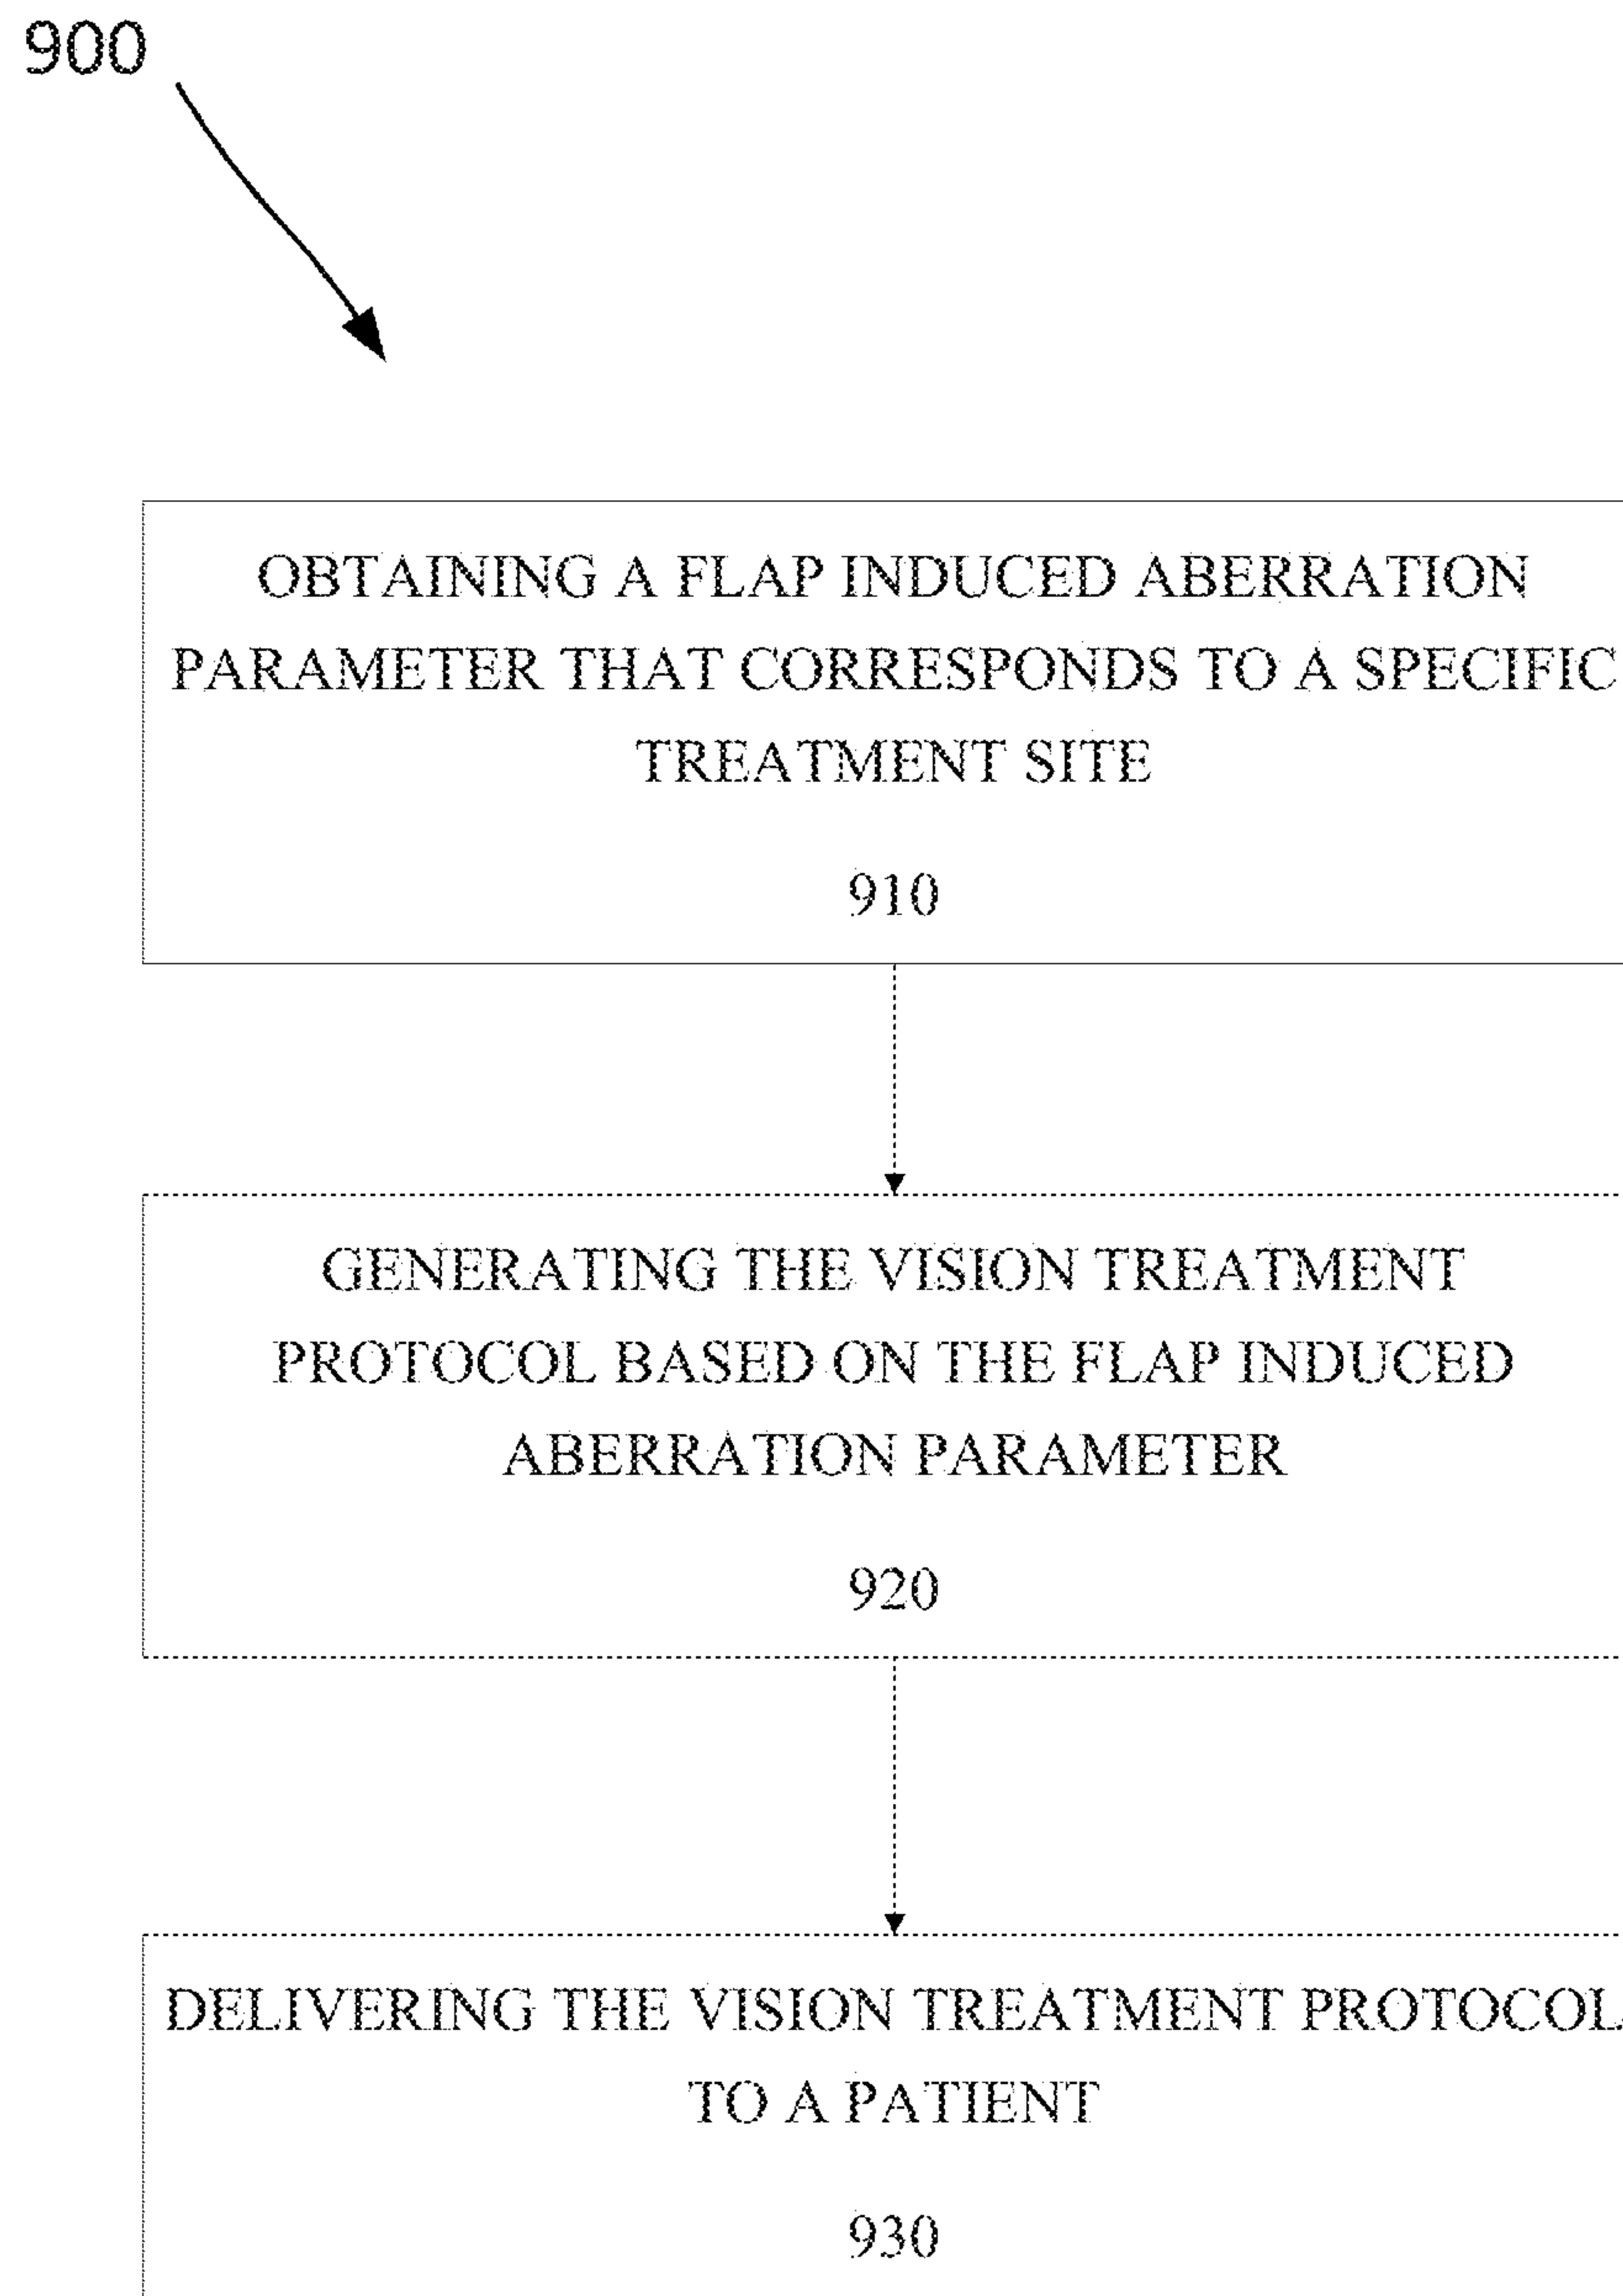 900
OBTAINING A FLAP INDUCED ABERRATION
PARAMETER THAT CORRESPONDS TO A SPECIFIC
TREATMENT SITE
910
GENERATING THE VISION TREATMENT
PROTOCOL BASED ON THE FLAP INDUCED
ABERRATION PARAMETER
920
DELIVERING THE VISION TREATMENT PROTOCOL
TO A PATIENT
930